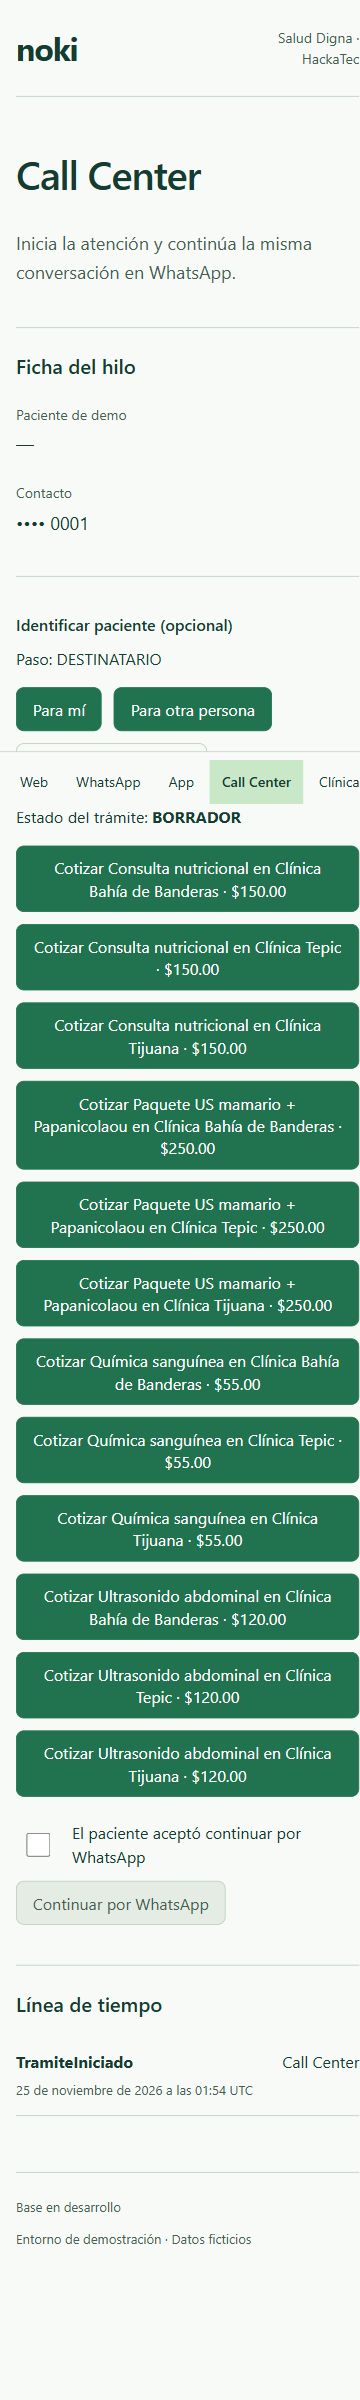 noki
Salud Digna ·
HackaTec
Call Center
Inicia la atención y continúa la misma
conversación en WhatsApp.
Ficha del hilo
Paciente de demo
—
Contacto
•••• 0001
Identificar paciente (opcional)
Paso: DESTINATARIO
Para mí
Para otra persona
Web
WhatsApp
App
Call Center
Clínica
Estado del trámite: BORRADOR
Cotizar Consulta nutricional en Clínica
Bahía de Banderas · $150.00
Cotizar Consulta nutricional en Clínica Tepic
· $150.00
Cotizar Consulta nutricional en Clínica
Tijuana · $150.00
Cotizar Paquete US mamario +
Papanicolaou en Clínica Bahía de Banderas ·
$250.00
Cotizar Paquete US mamario +
Papanicolaou en Clínica Tepic · $250.00
Cotizar Paquete US mamario +
Papanicolaou en Clínica Tijuana · $250.00
Cotizar Química sanguínea en Clínica Bahía
de Banderas · $55.00
Cotizar Química sanguínea en Clínica Tepic ·
$55.00
Cotizar Química sanguínea en Clínica
Tijuana · $55.00
Cotizar Ultrasonido abdominal en Clínica
Bahía de Banderas · $120.00
Cotizar Ultrasonido abdominal en Clínica
Tepic · $120.00
Cotizar Ultrasonido abdominal en Clínica
Tijuana · $120.00
El paciente aceptó continuar por
WhatsApp
Continuar por WhatsApp
Línea de tiempo
TramiteIniciado
Call Center
25 de noviembre de 2026 a las 01:54 UTC
Base en desarrollo
Entorno de demostración · Datos ficticios